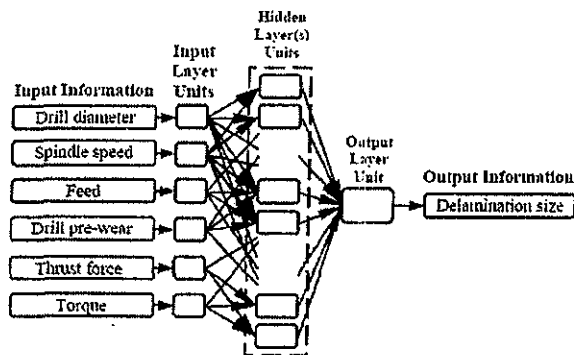 Hidden
Layer(s)
Units
Input
Layer
Units
Input Information
Drill diameter
Spindle speed
Feed
Drill pre-wear
Thrust force
Torque
Output
Layer
Unit
Output Information
Delamination size